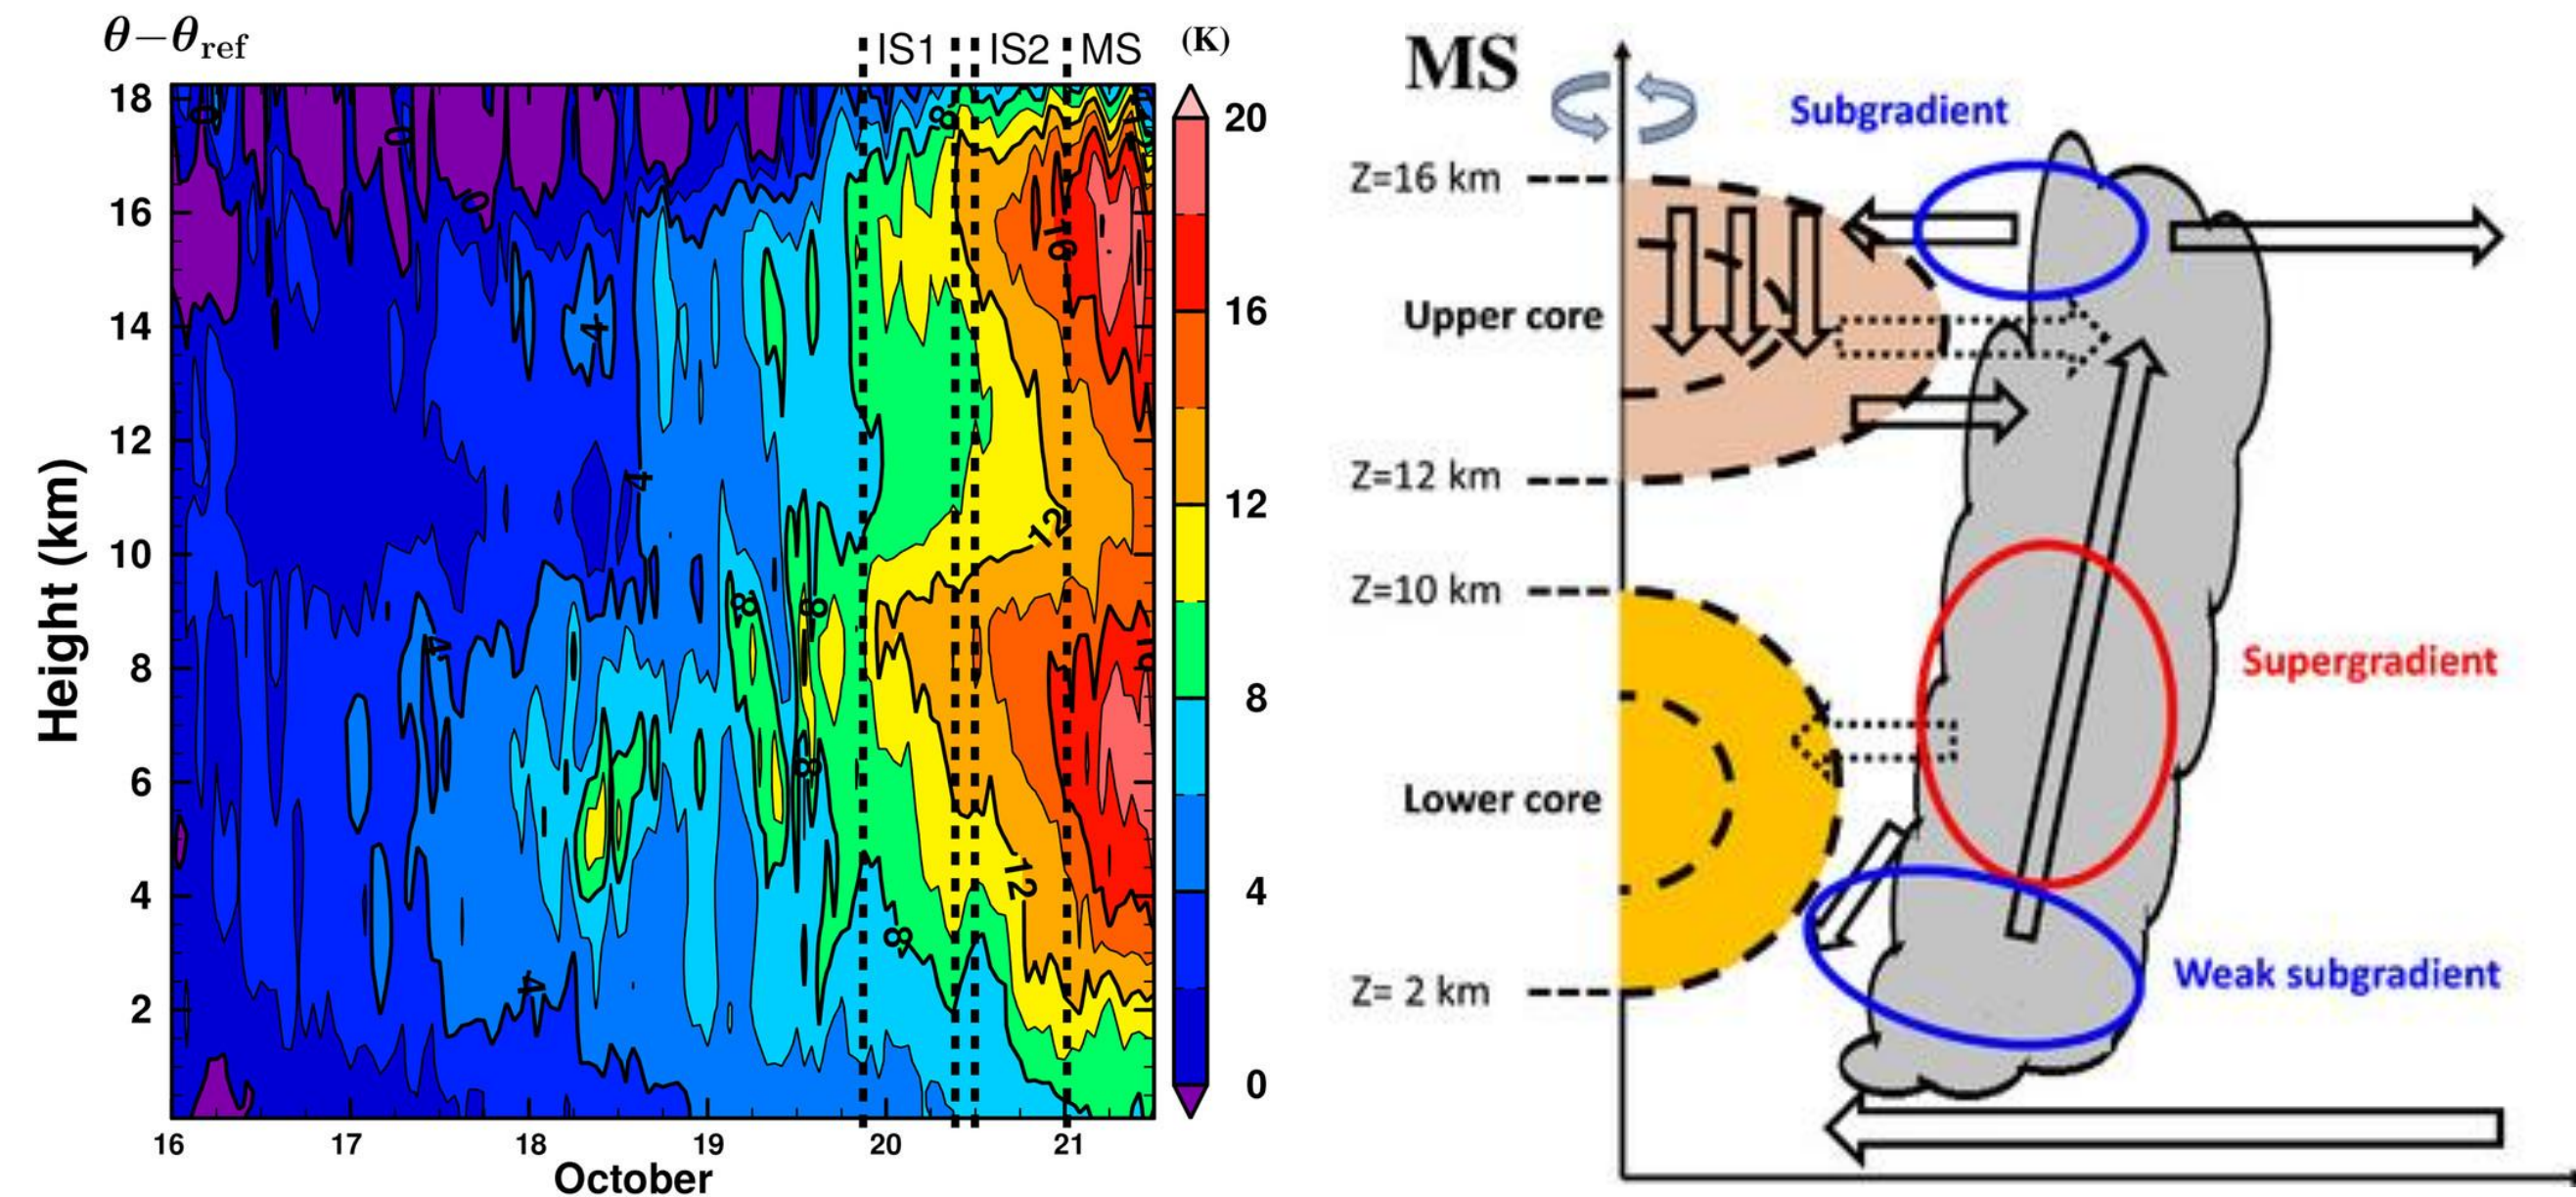 θ−θref
IS1 IS2 MS (K)
18
16
14
12
10
8
6
4
2
Height (km)
16 17 18 19 20 21
October
20
16
12
8
4
0
0
0
0
8
16
4
4
12
8
8
4
8
12
8
4
MS
Subgradient
Z=16 km
Upper core
Z=12 km
Z=10 km
Supergradient
Lower core
Weak subgradient
Z= 2 km